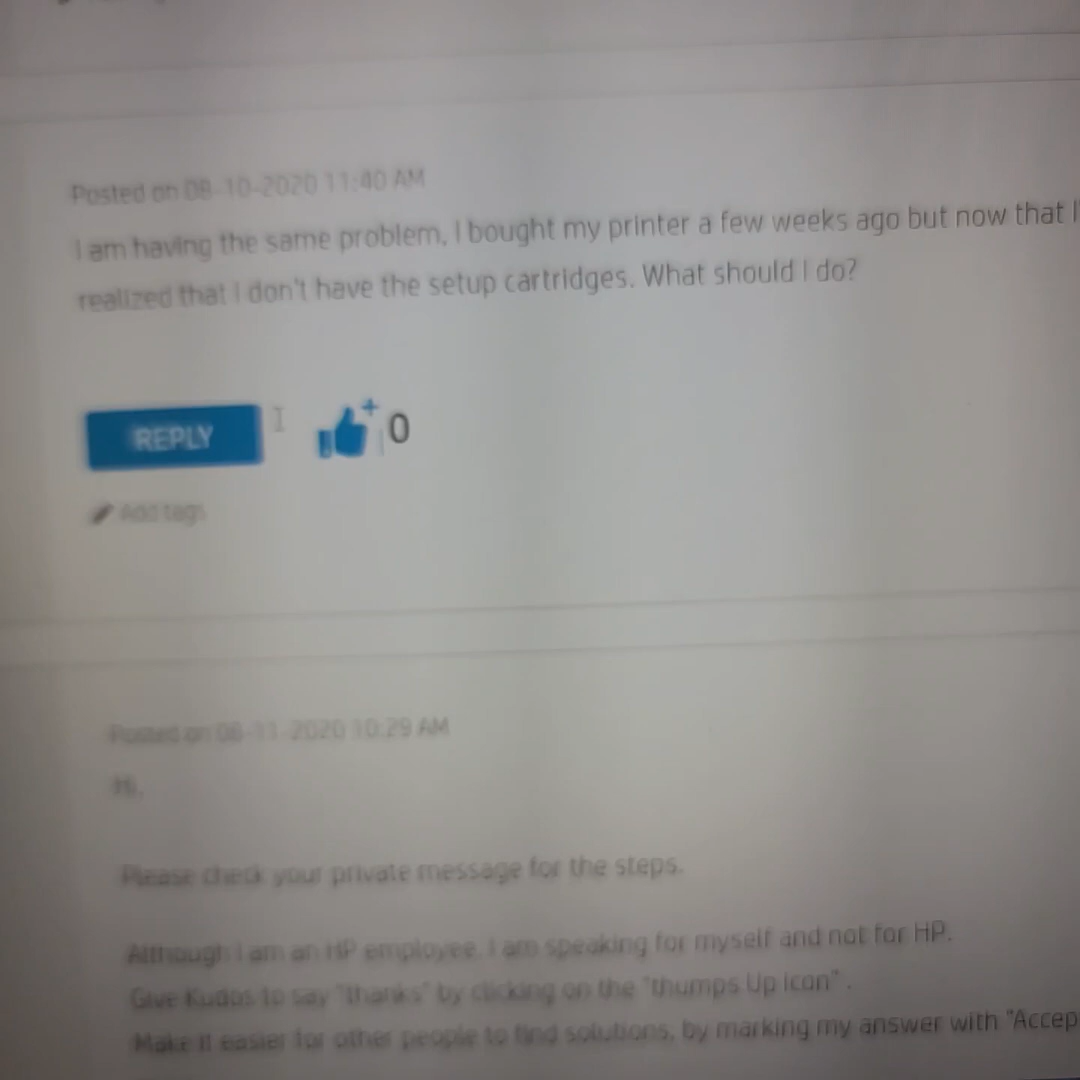 Posted on 08-10-2020 11:40 AM
I am having the same problem, I bought my printer a few weeks ago but now that I
realized that I don't have the setup cartridges. What should I do?
REPLY
0
Add tags
Posted on 08-11-2020 10:29 AM
Hi,
Please check your private message for the steps.
Although I am an HP employee, I am speaking for myself and not for HP.
Give Kudos to say "thanks" by clicking on the "thumps Up icon" .
Make it easier for other people to find solutions, by marking my answer with "Accep